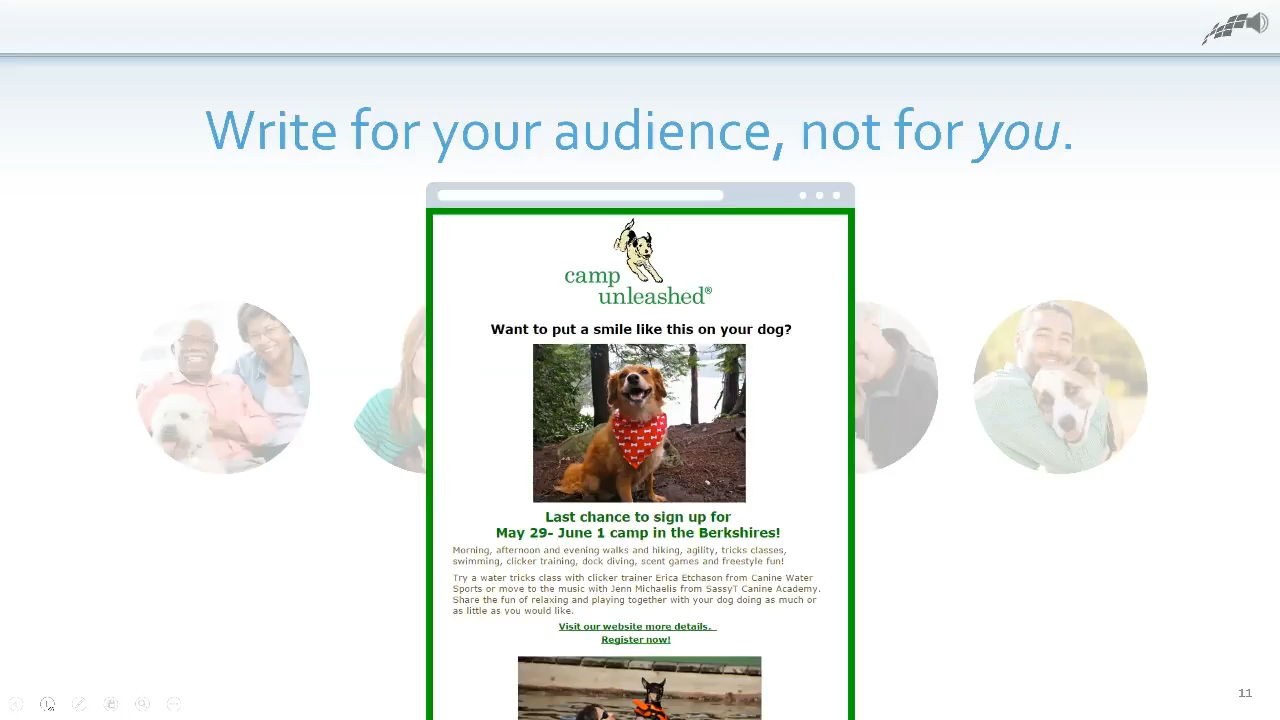 Write for your audience, not for you.
camp
unleashed®
Want to put a smile like this on your dog?
Last chance to sign up for
May 29- June 1 camp in the Berkshires!
Morning, afternoon and evening walks and hiking, agility, tricks classes,
swimming, clicker training, dock diving, scent games and freestyle fun!
Try a water tricks class with clicker trainer Erica Etchason from Canine Water
Sports or move to the music with Jenn Michaelis from SassyT Canine Academy.
Share the fun of relaxing and playing together with your dog doing as much or
as little as you would like.
Visit our website more details.
Register now!
11